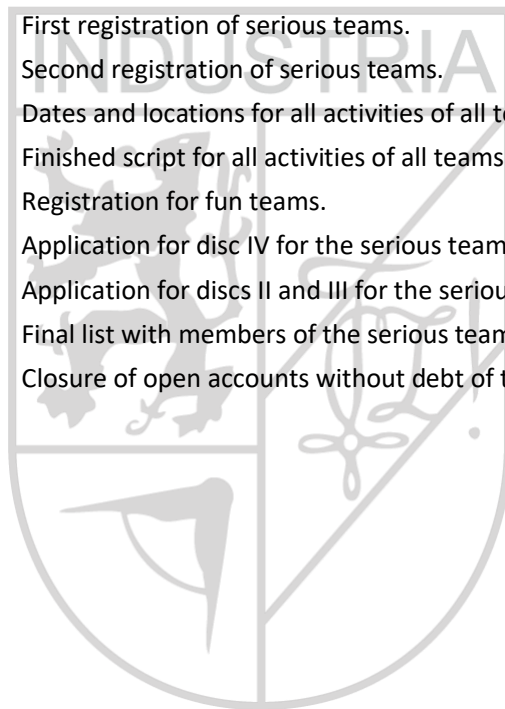 First registration of serious teams.
INDUSTRIA
Second registration of serious teams.
Dates and locations for all activities of all te
Finished script for all activities of all teams
Registration for fun teams.
Application for disc IV for the serious team
Application for discs II and III for the seriou
Final list with members of the serious team
Closure of open accounts without debt of t